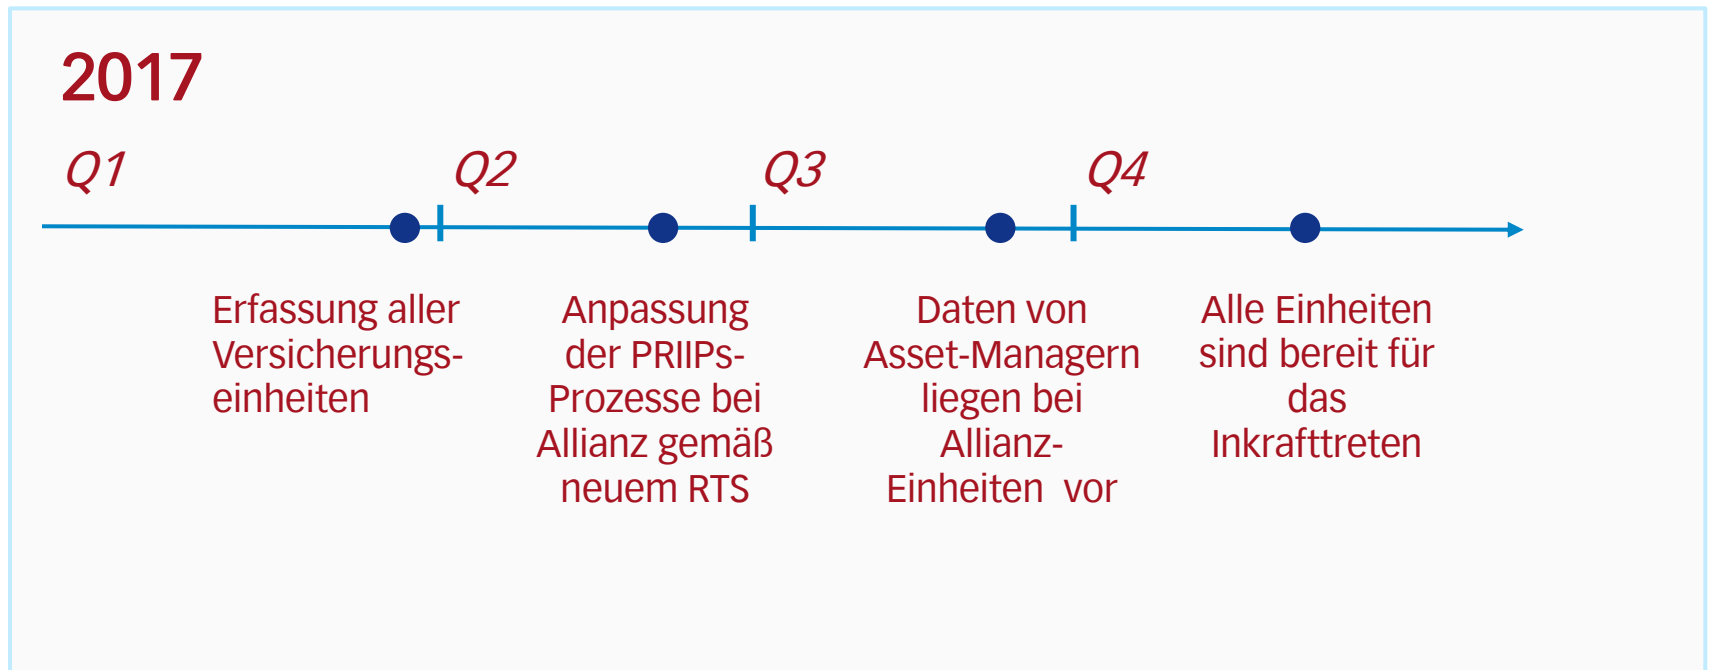 2017
Q1
Q2
Q3
Q4
Erfassung aller
Versicherungs-
einheiten
Anpassung
der PRIIPs-
Prozesse bei
Allianz gemäß
neuem RTS
Daten von
Asset-Managern
liegen bei
Allianz-
Einheiten  vor
Alle Einheiten
sind bereit für
das
Inkrafttreten